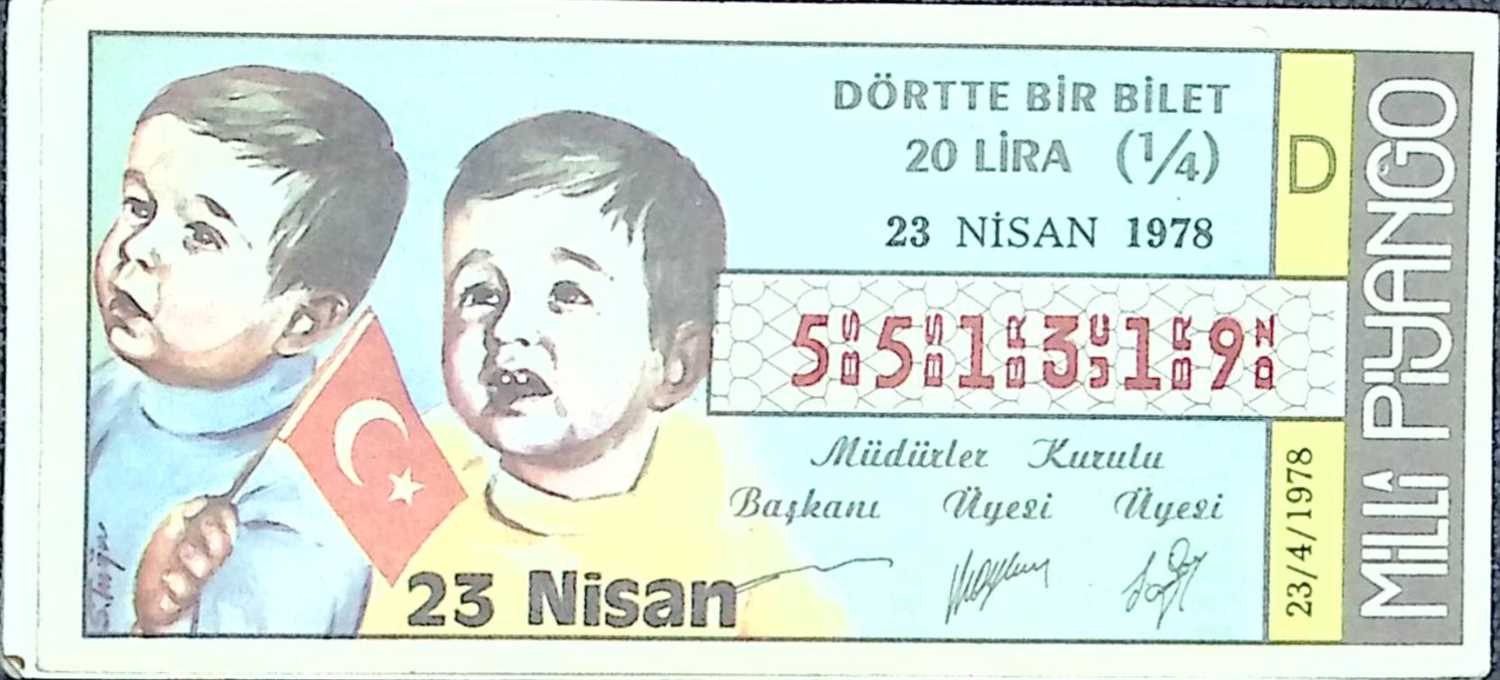 DÖRTTE BİR BİLET
20 LİRA (1/4)
23 NİSAN 1978
D
551319
Müdürler Kurulu
Başkanı Üyesi Üyesi
23 Nisan
23/4/1978
MİLLÎ PİYANGO